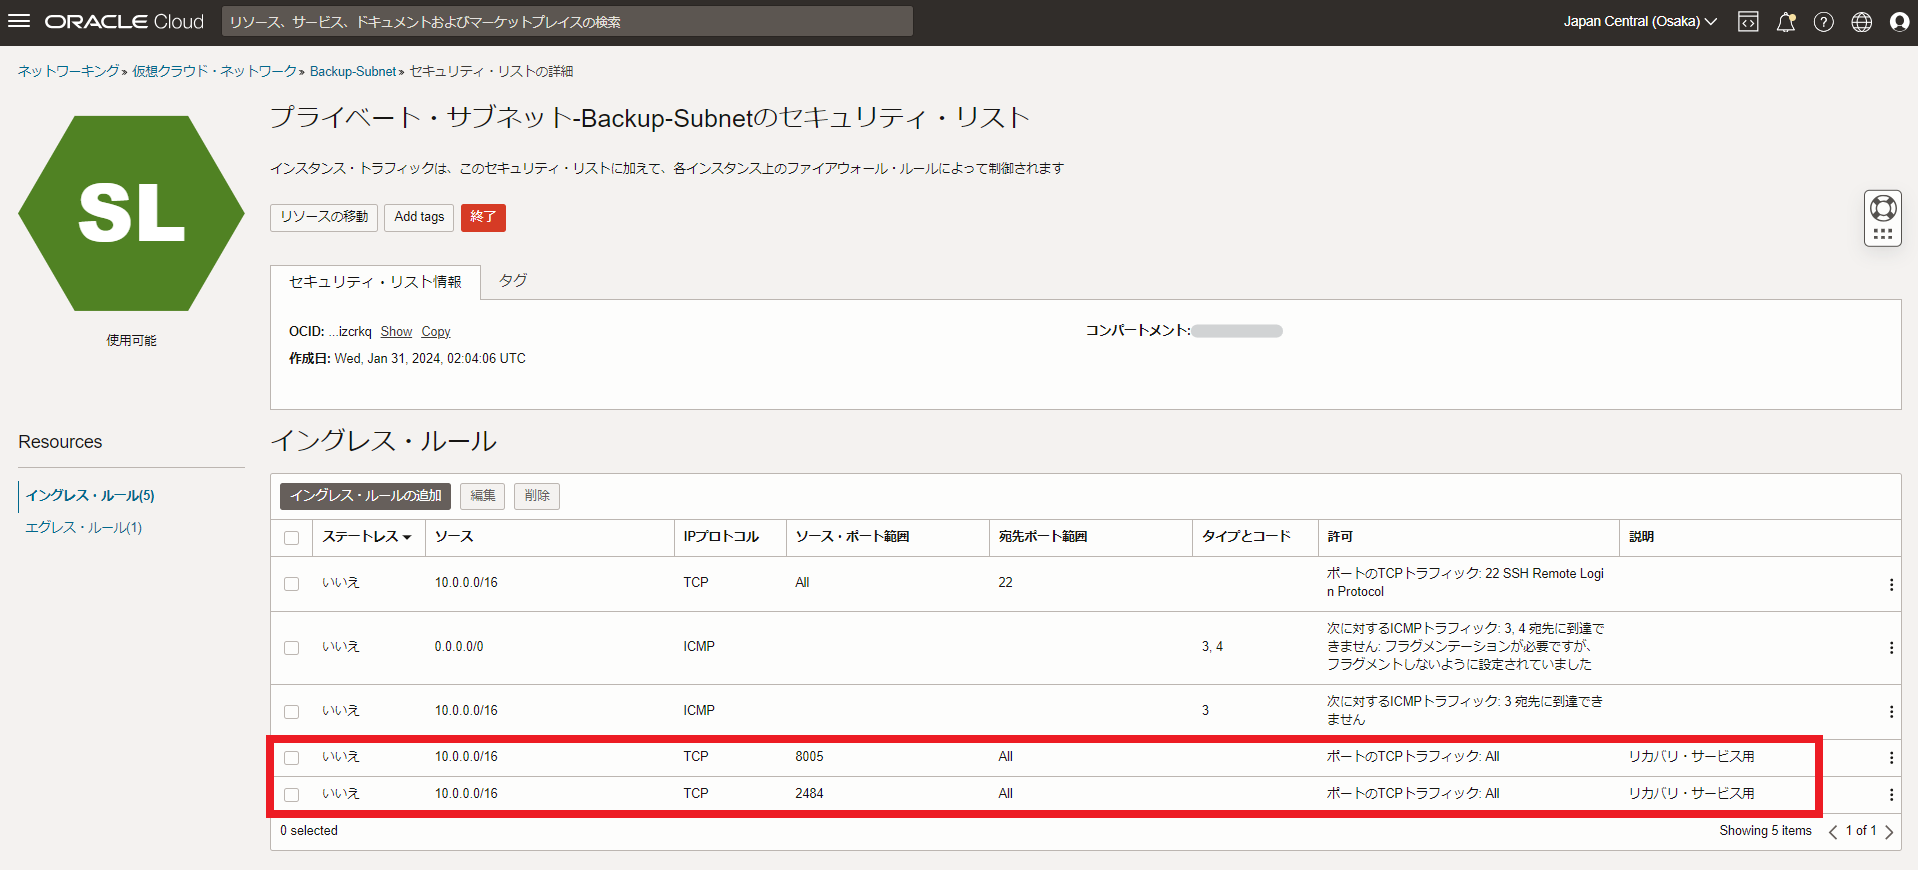 ORACLE Cloud
リソース、サービス、ドキュメントおよびマーケットプレイスの検索
Japan Central (Osaka)
ネットワーキング » 仮想クラウド・ネットワーク » Backup-Subnet » セキュリティ・リストの詳細
SL
使用可能
プライベート・サブネット-Backup-Subnetのセキュリティ・リスト
インスタンス・トラフィックは、このセキュリティ・リストに加えて、各インスタンス上のファイアウォール・ルールによって制御されます
リソースの移動 Add tags 終了
セキュリティ・リスト情報 タグ
OCID: ...izcrkq Show Copy
コンパートメント:
作成日: Wed, Jan 31, 2024, 02:04:06 UTC
Resources
イングレス・ルール(5)
エグレス・ルール(1)
イングレス・ルール
イングレス・ルールの追加 編集 削除
ステートレス ソース IPプロトコル ソース・ポート範囲 宛先ポート範囲 タイプとコード 許可 説明
いいえ 10.0.0.0/16 TCP All 22 ポートのTCPトラフィック: 22 SSH Remote Logi
n Protocol
いいえ 0.0.0.0/0 ICMP 3, 4 次に対するICMPトラフィック: 3, 4 宛先に到達で
きません: フラグメンテーションが必要ですが、
フラグメントしないように設定されていました
いいえ 10.0.0.0/16 ICMP 3 次に対するICMPトラフィック: 3 宛先に到達でき
ません
いいえ 10.0.0.0/16 TCP 8005 All ポートのTCPトラフィック: All リカバリ・サービス用
いいえ 10.0.0.0/16 TCP 2484 All ポートのTCPトラフィック: All リカバリ・サービス用
0 selected
Showing 5 items < 1 of 1 >